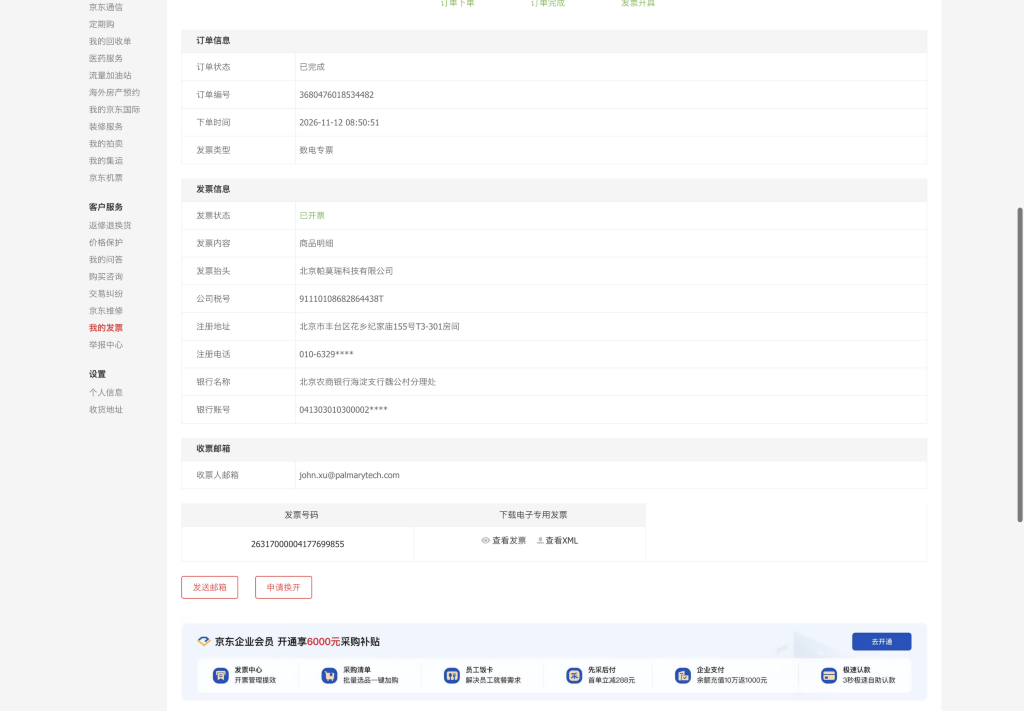 京东通信
定期购
我的回收单
医药服务
流量加油站
海外房产预约
我的京东国际
装修服务
我的拍卖
我的集运
京东机票
客户服务
返修退换货
价格保护
我的问答
购买咨询
交易纠纷
京东维修
我的发票
举报中心
设置
个人信息
收货地址
订单下单 订单完成 发票开具
订单信息
订单状态 已完成
订单编号 3680476018534482
下单时间 2026-11-12 08:50:51
发票类型 数电专票
发票信息
发票状态 已开票
发票内容 商品明细
发票抬头 北京帕莫瑞科技有限公司
公司税号 91110108682864438T
注册地址 北京市丰台区花乡纪家庙155号T3-301房间
注册电话 010-6329****
银行名称 北京农商银行海淀支行魏公村分理处
银行账号 041303010300002****
收票邮箱
收票人邮箱 john.xu@palmarytech.com
发票号码 下载电子专用发票
26317000004177699855 查看发票 查看XML
发送邮箱 申请换开
京东企业会员 开通享6000元采购补贴 去开通
发票中心 采购清单 员工饭卡 先采后付 企业支付 极速认款
开票管理提效 批量选品一键加购 解决员工就餐需求 首单立减288元 余额充值10万返1000元 3秒极速自助认款